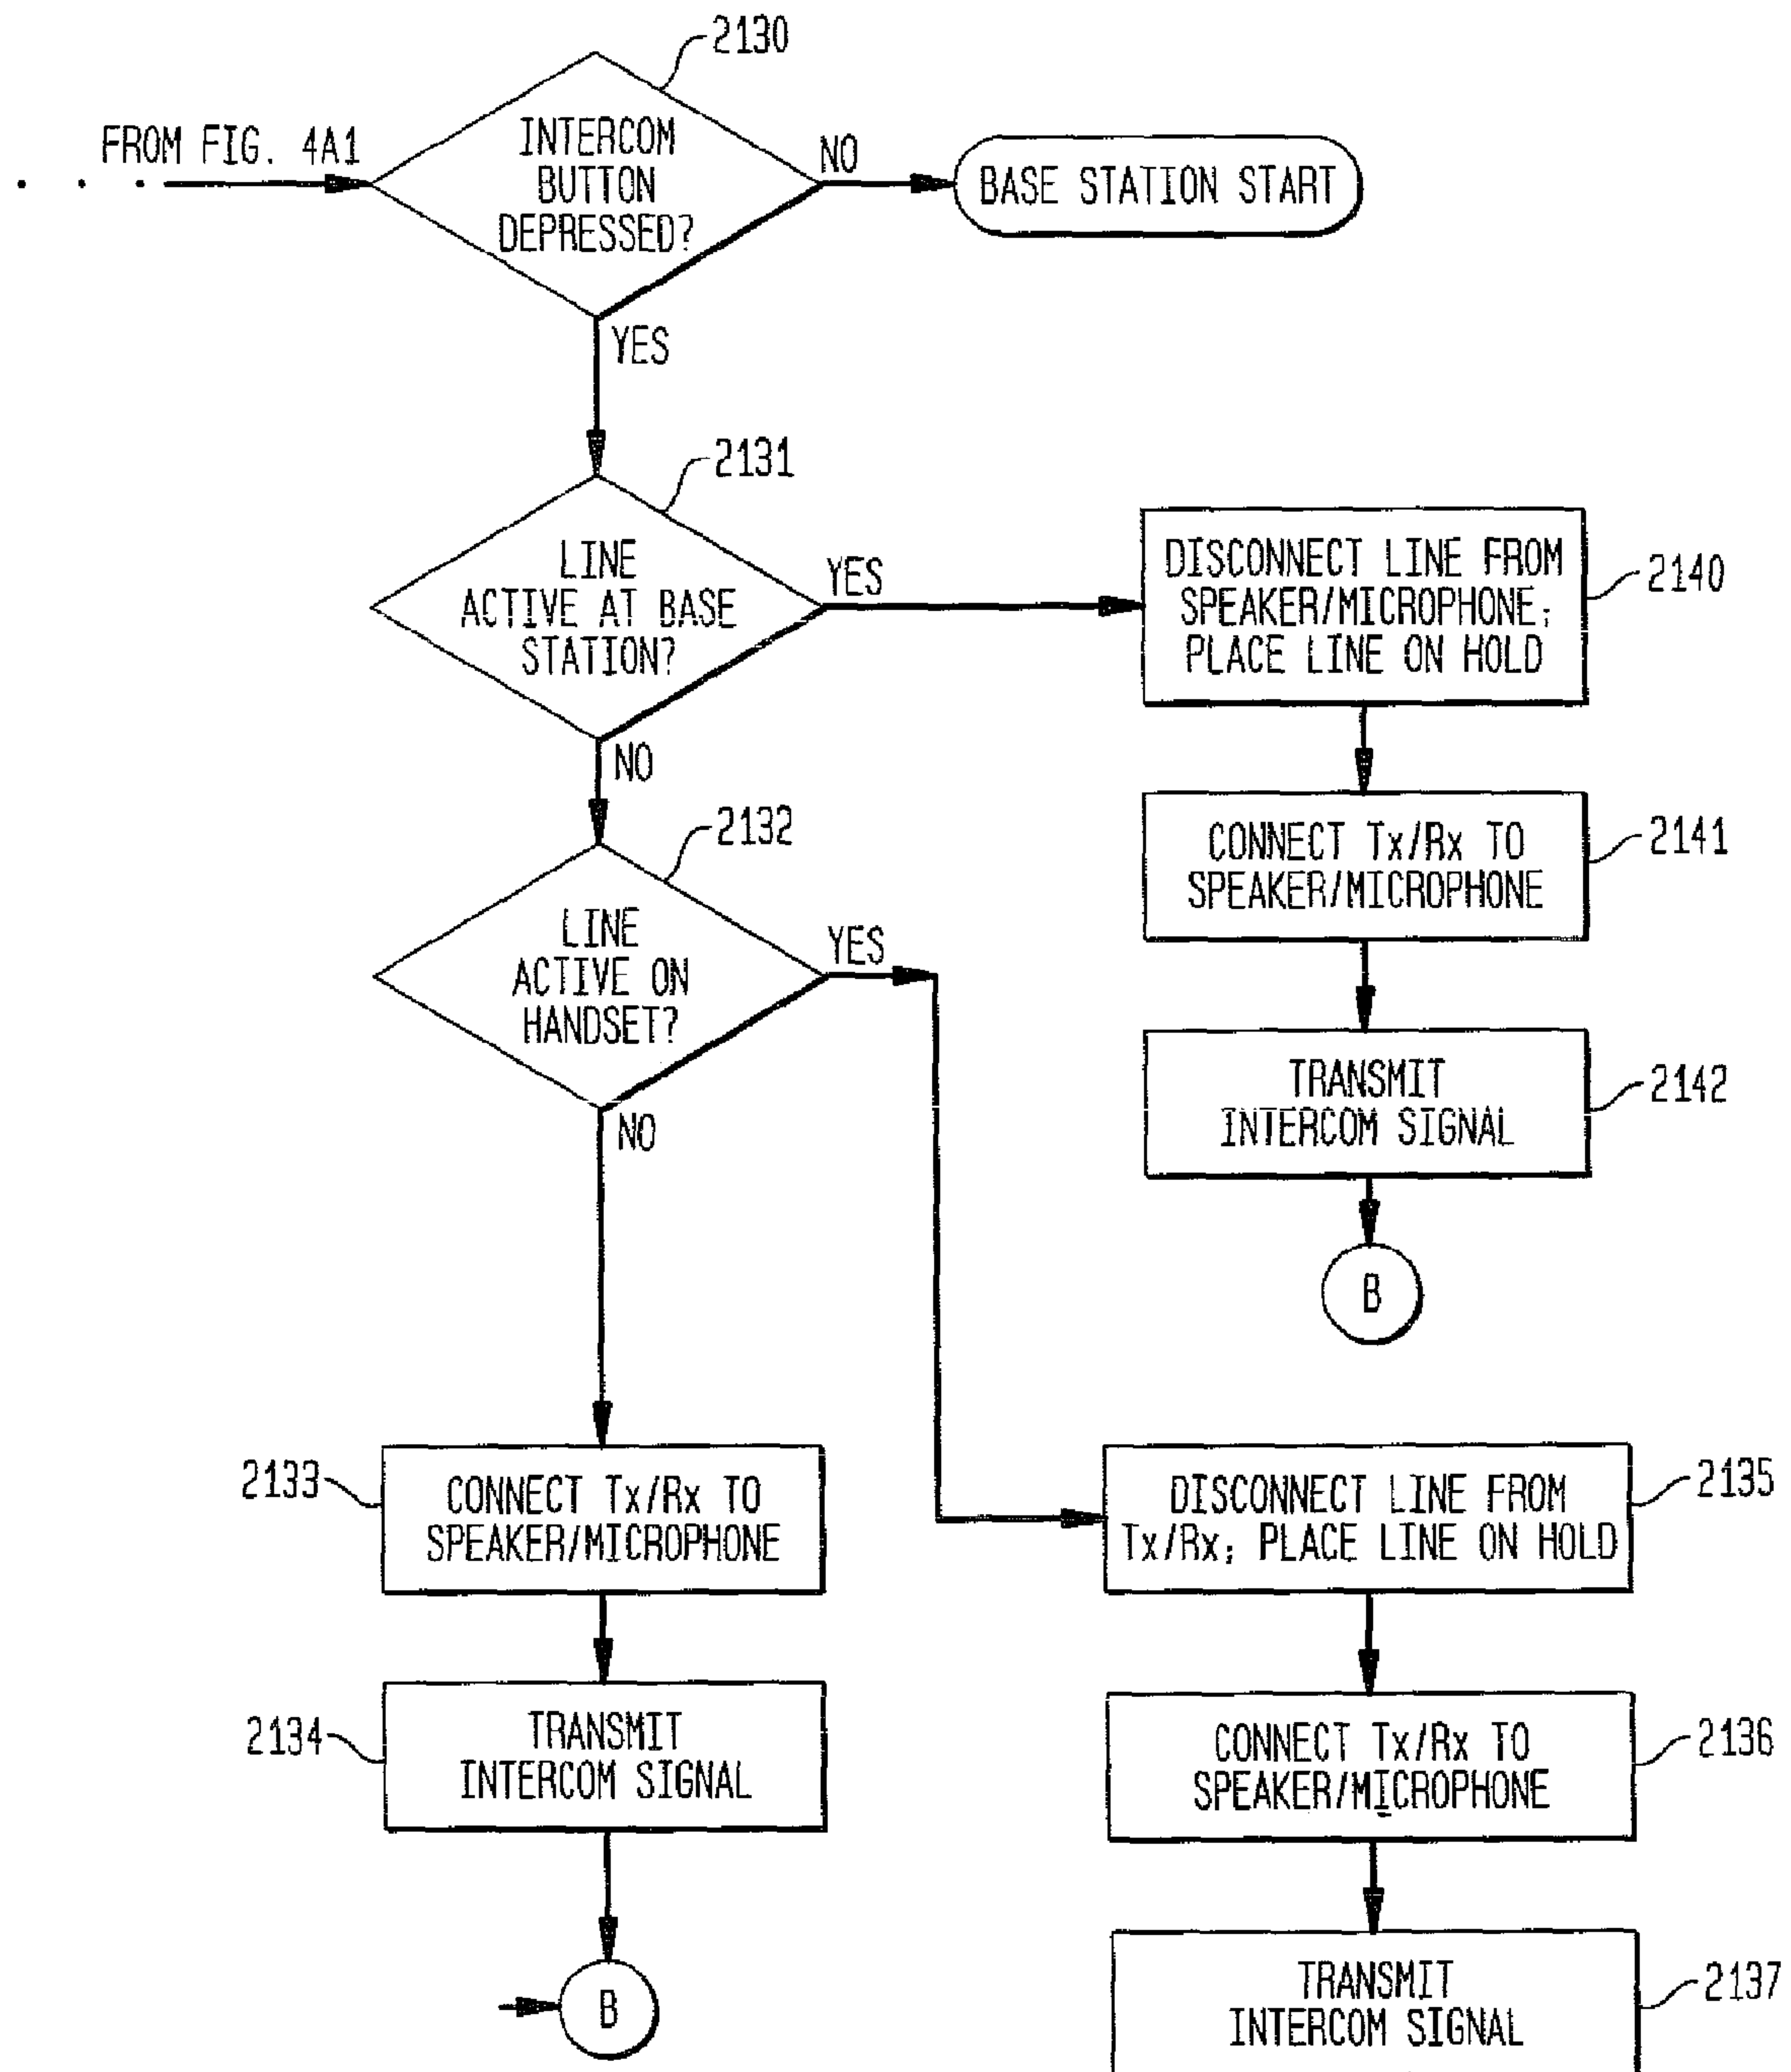 2130
FROM FIG. 4A1
INTERCOM
BUTTON
DEPRESSED?
NO
BASE STATION START
YES
2131
LINE
ACTIVE AT BASE
STATION?
YES
DISCONNECT LINE FROM
SPEAKER/MICROPHONE;
PLACE LINE ON HOLD
2140
NO
2132
CONNECT Tx/Rx TO
SPEAKER/MICROPHONE
2141
LINE
ACTIVE ON
HANDSET?
YES
TRANSMIT
INTERCOM SIGNAL
2142
NO
B
2133
CONNECT Tx/Rx TO
SPEAKER/MICROPHONE
DISCONNECT LINE FROM
Tx/Rx; PLACE LINE ON HOLD
2135
2134
TRANSMIT
INTERCOM SIGNAL
CONNECT Tx/Rx TO
SPEAKER/MICROPHONE
2136
B
TRANSMIT
INTERCOM SIGNAL
2137